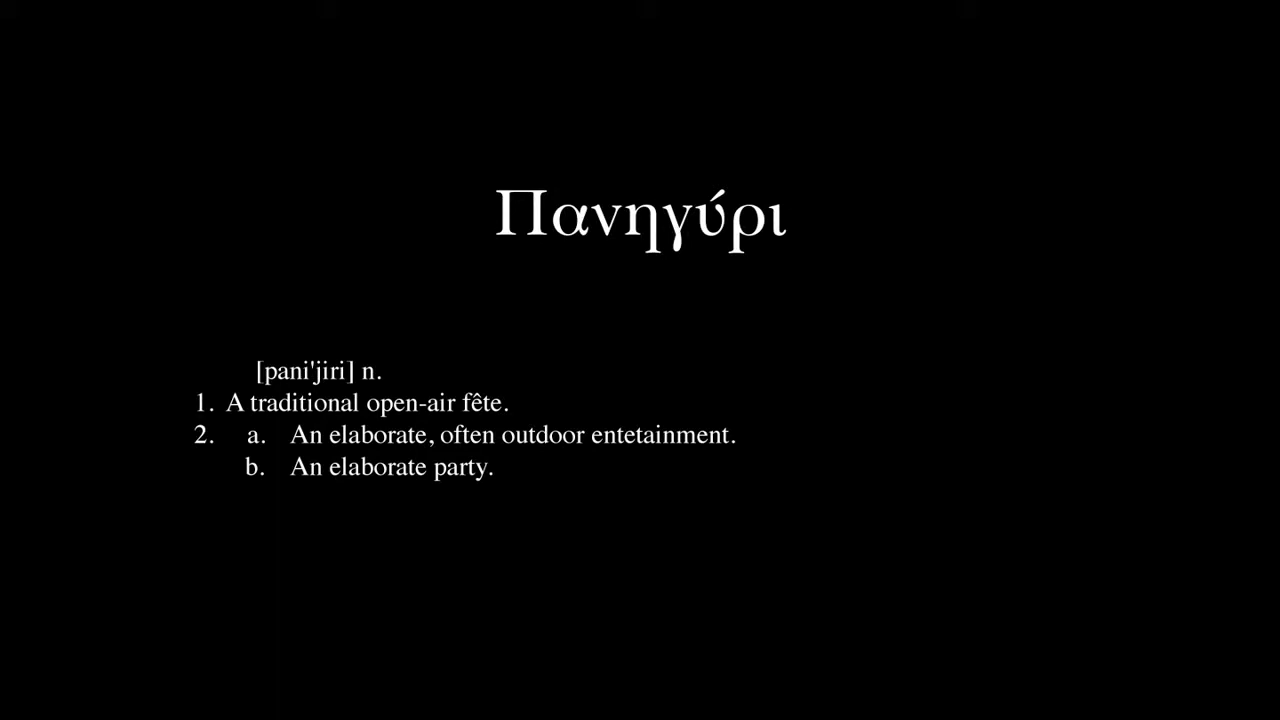 Πανηγύρι
[pani'jiri] n.
1. A traditional open-air fête.
2. a. An elaborate, often outdoor entetainment.
b. An elaborate party.